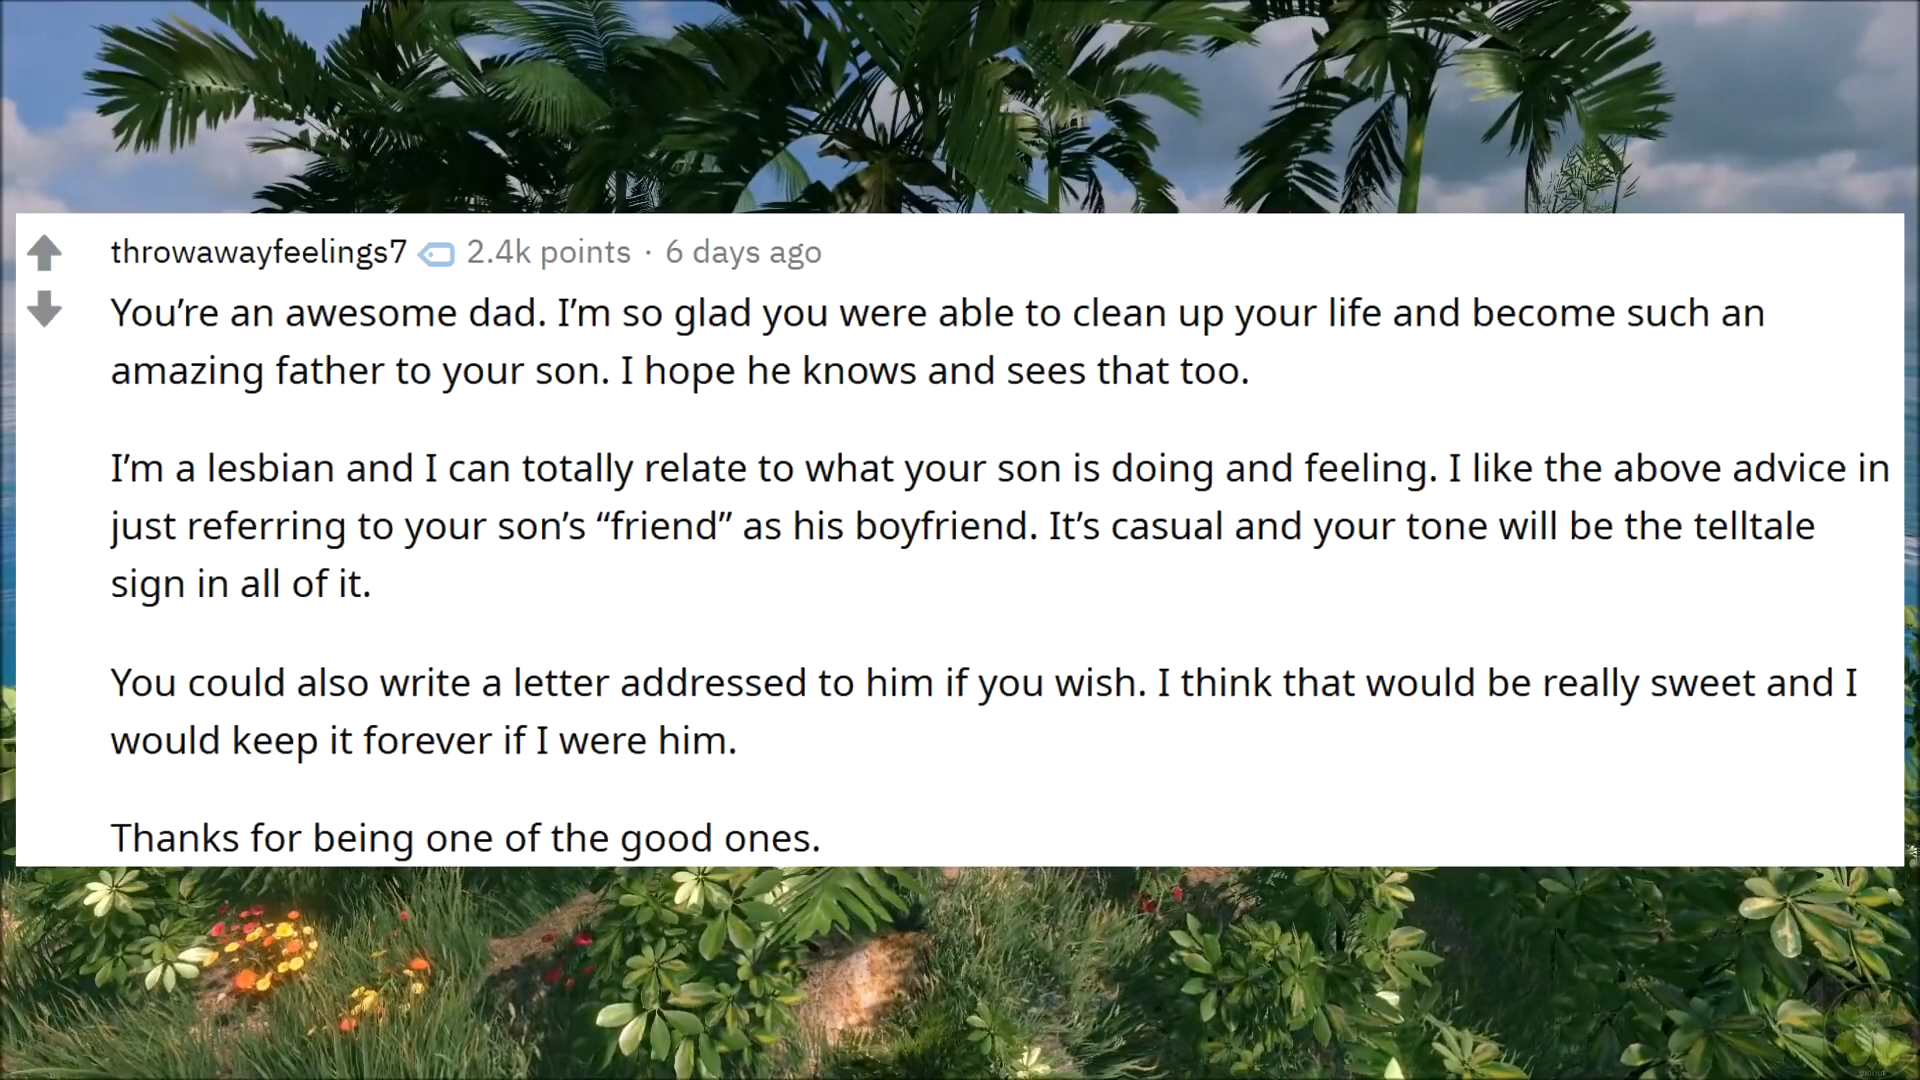 throwawayfeelings7 2.4k points · 6 days ago
You’re an awesome dad. I’m so glad you were able to clean up your life and become such an
amazing father to your son. I hope he knows and sees that too.
I’m a lesbian and I can totally relate to what your son is doing and feeling. I like the above advice in
just referring to your son’s “friend” as his boyfriend. It’s casual and your tone will be the telltale
sign in all of it.
You could also write a letter addressed to him if you wish. I think that would be really sweet and I
would keep it forever if I were him.
Thanks for being one of the good ones.